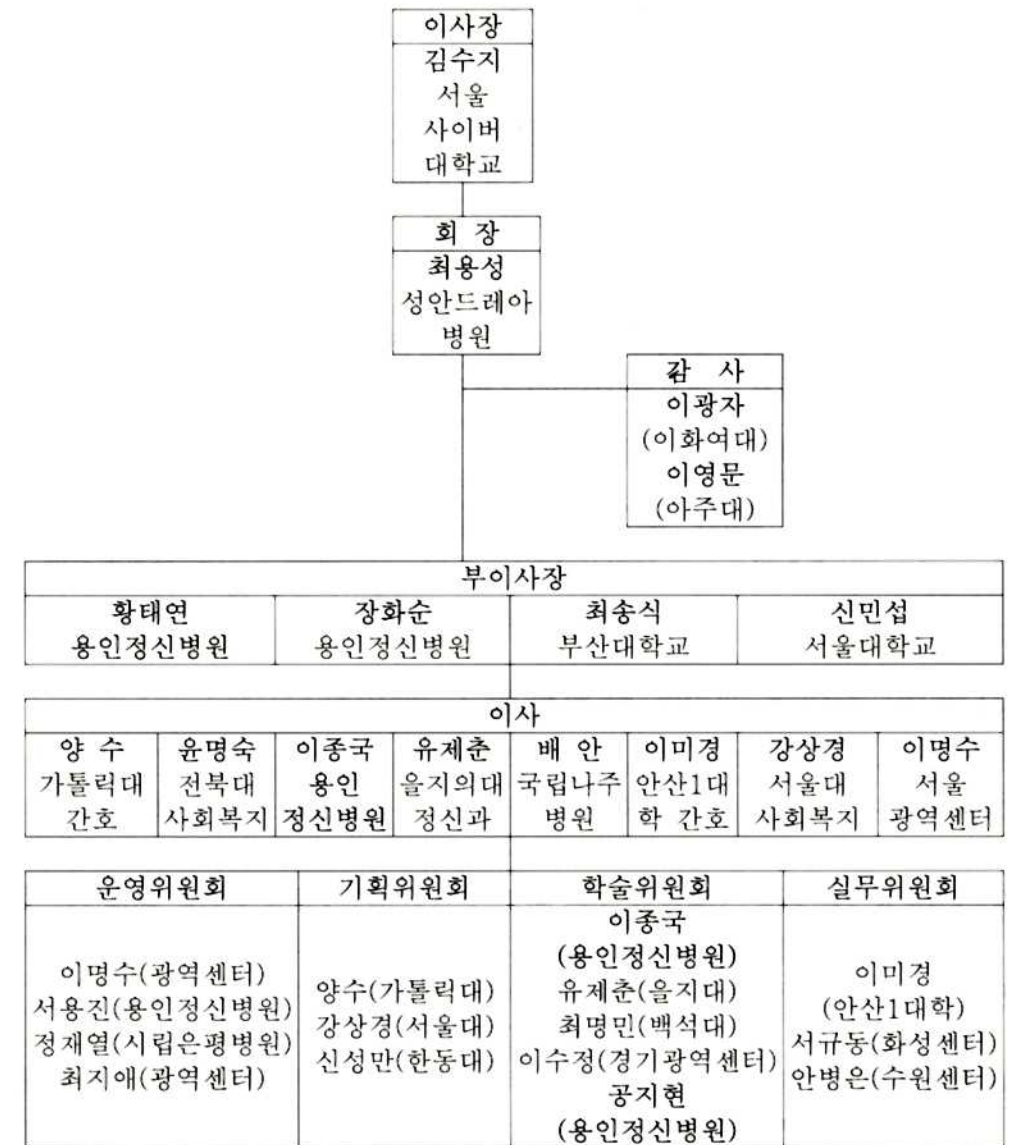 이사장
김수지
서울
사이버
대학교
회 장
최용성
성안드레아
병원
감 사
이광자
(이화여대)
이영문
(아주대)
부이사장
황태연 장화순 최송식 신민섭
용인정신병원 용인정신병원 부산대학교 서울대학교
이사
양 수 윤명숙 이종국 유제춘 배 안 이미경 강상경 이명수
가톨릭대 전북대 용인 을지의대 국립나주 안산1대 서울대 서울
간호 사회복지 정신병원 정신과 병원 학 간호 사회복지 광역센터
운영위원회 기획위원회 학술위원회 실무위원회
이명수(광역센터)
서용진(용인정신병원)
정재열(시립은평병원)
최지애(광역센터)
양수(가톨릭대)
강상경(서울대)
신성만(한동대)
이종국
(용인정신병원)
유제춘(을지대)
최명민(백석대)
이수정(경기광역센터)
공지현
(용인정신병원)
이미경
(안산1대학)
서규동(화성센터)
안병은(수원센터)